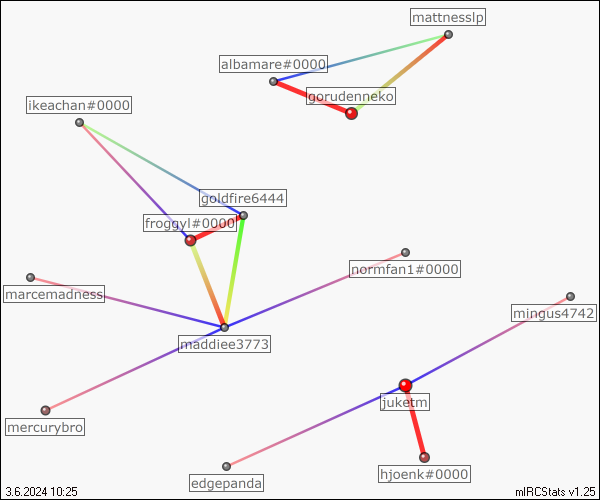 mattnesslp
albamare#0000
gorudenneko
ikeachan#0000
goldfire6444
froggyl#0000
normfan1#0000
marcemadness
mingus4742
maddiee3773
juketm
mercurybro
hjoenk#0000
edgepanda
3.6.2024 10:25
mIRCStats v1.25